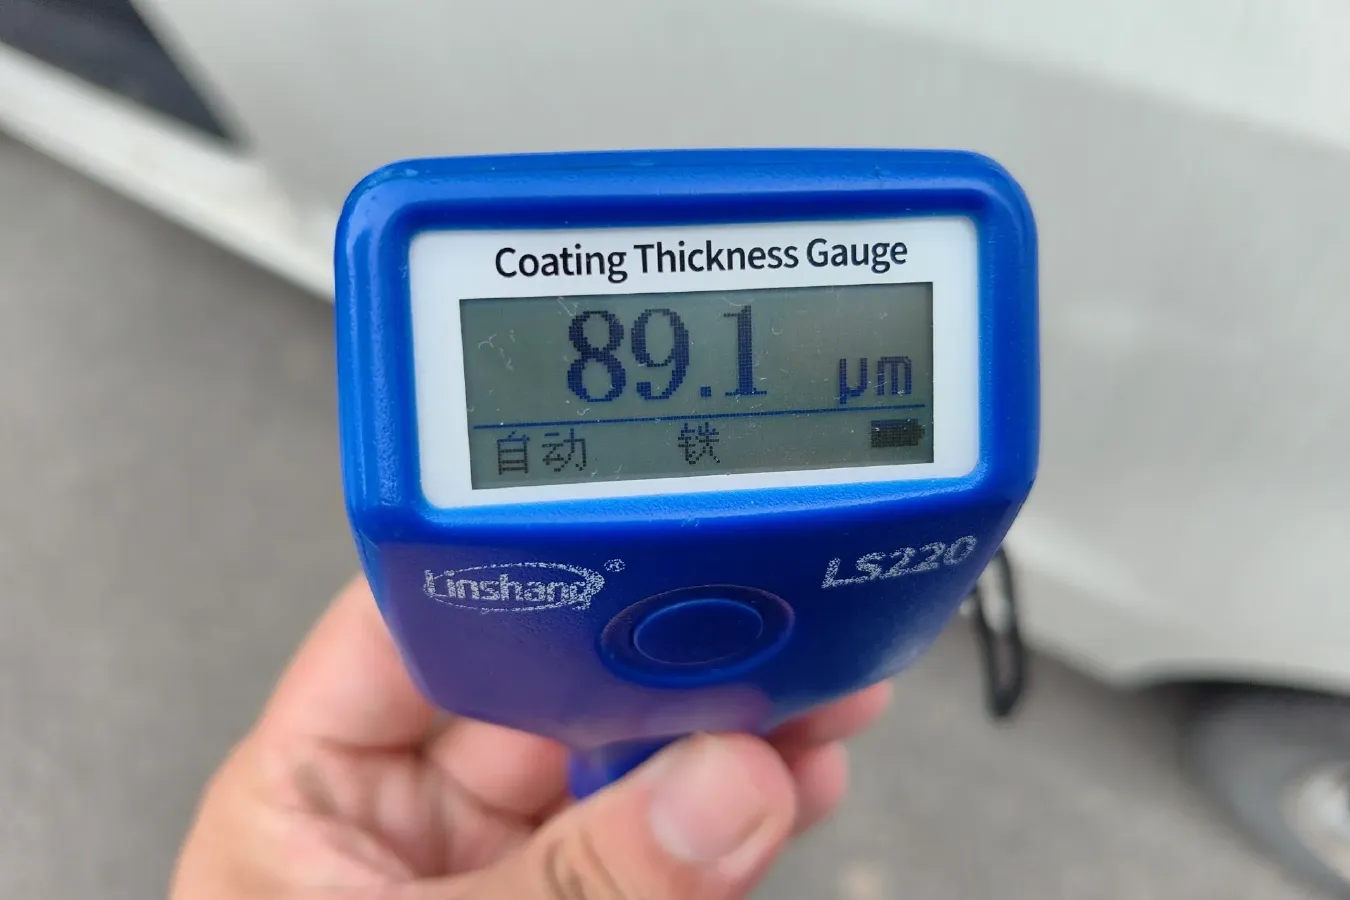 Coating Thickness Gauge
89.1 μm
自动 铁
Linshang® LS220